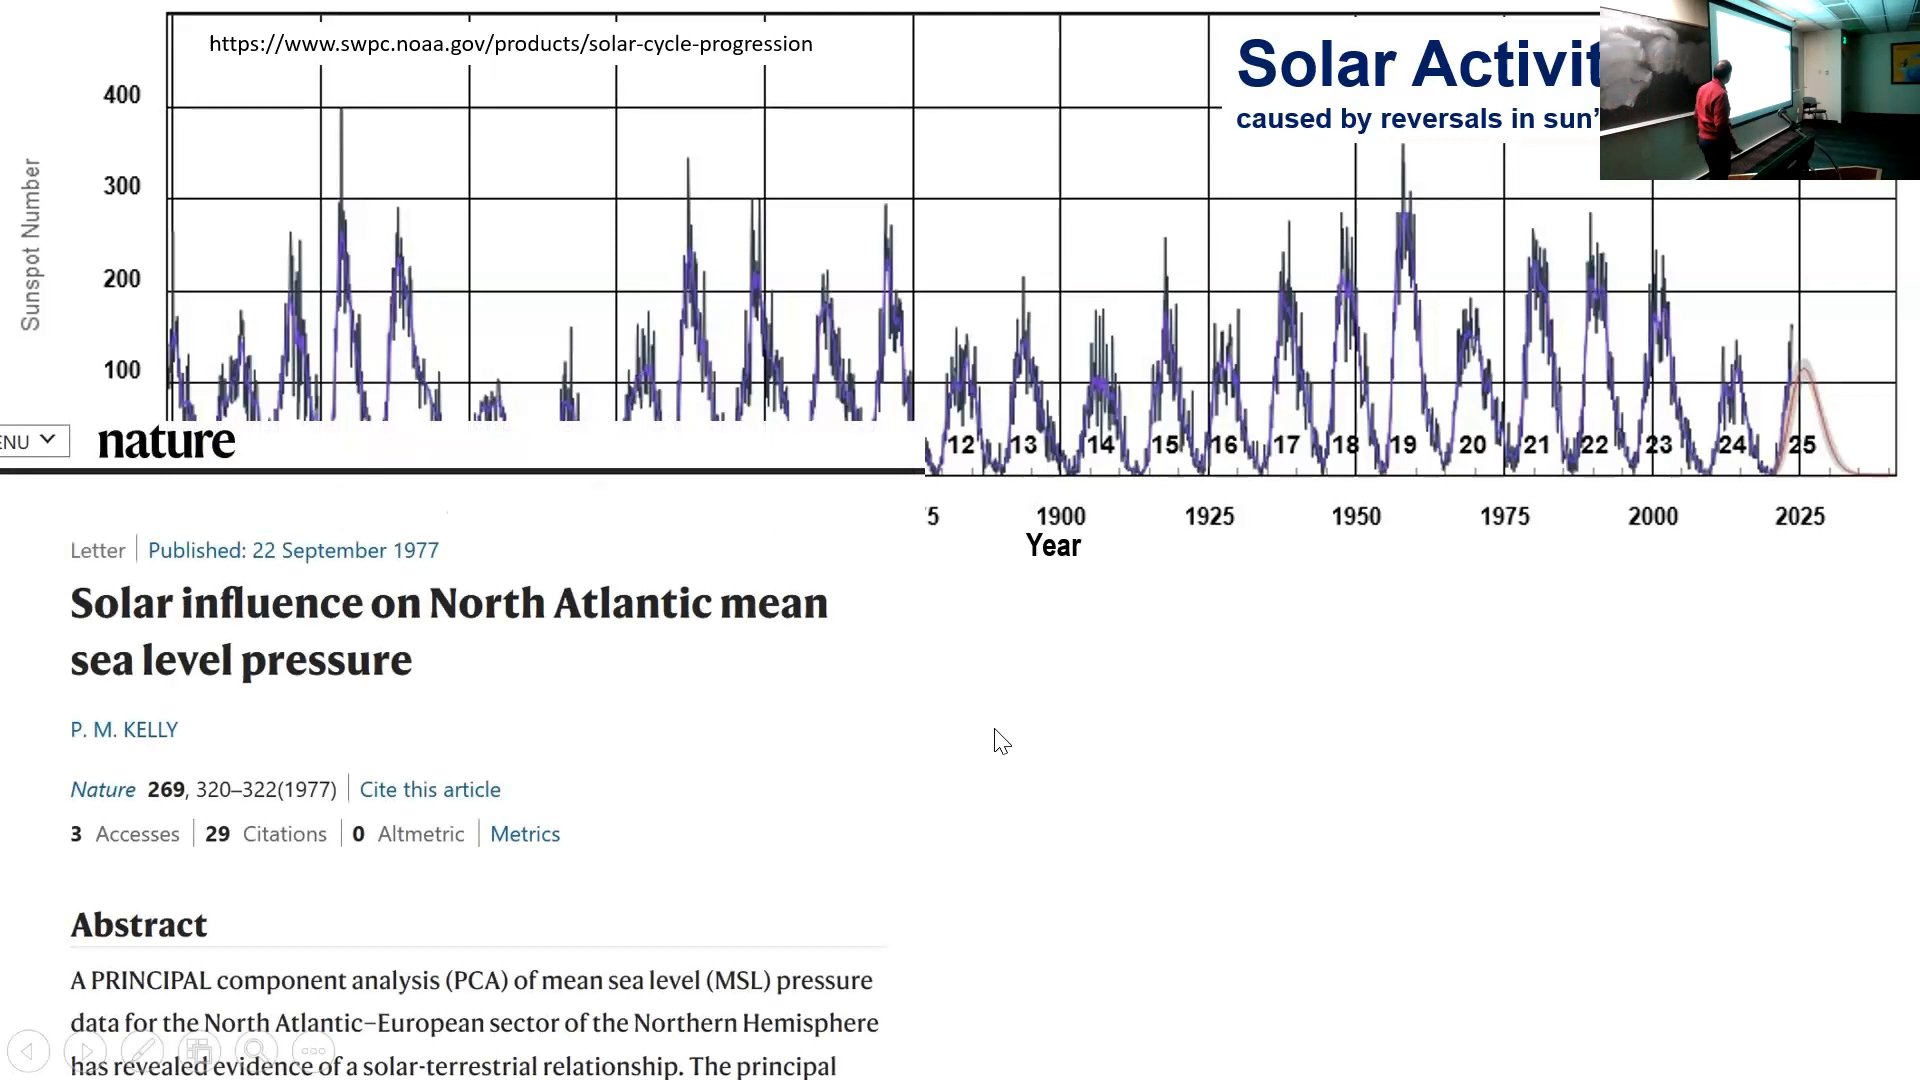 https://www.swpc.noaa.gov/products/solar-cycle-progression
Solar Activit
caused by reversals in sun’
400
300
200
100
Sunspot Number
12 13 14 15 16 17 18 19 20 21 22 23 24 25
5 1900 1925 1950 1975 2000 2025
Year
ENU
nature
Letter Published: 22 September 1977
Solar influence on North Atlantic mean
sea level pressure
P. M. KELLY
Nature 269, 320–322(1977) Cite this article
3 Accesses 29 Citations 0 Altmetric Metrics
Abstract
A PRINCIPAL component analysis (PCA) of mean sea level (MSL) pressure
data for the North Atlantic–European sector of the Northern Hemisphere
has revealed evidence of a solar-terrestrial relationship. The principal